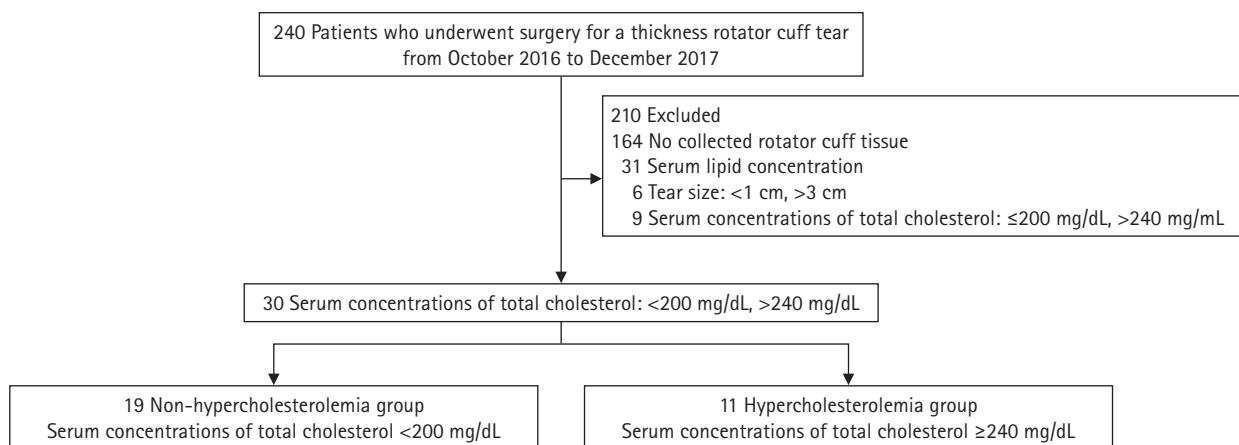 240 Patients who underwent surgery for a thickness rotator cuff tear
from October 2016 to December 2017
210 Excluded
164 No collected rotator cuff tissue
31 Serum lipid concentration
6 Tear size: <1 cm, >3 cm
9 Serum concentrations of total cholesterol: ≤200 mg/dL, >240 mg/mL
30 Serum concentrations of total cholesterol: <200 mg/dL, >240 mg/dL
19 Non-hypercholesterolemia group
Serum concentrations of total cholesterol <200 mg/dL
11 Hypercholesterolemia group
Serum concentrations of total cholesterol ≥240 mg/dL